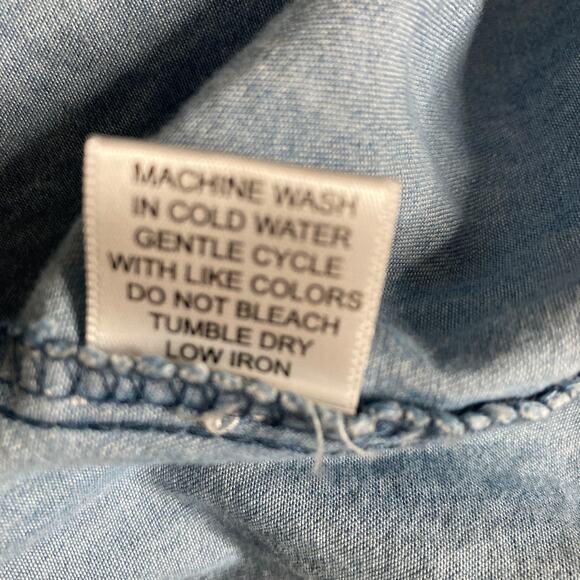 MACHINE WASH
IN COLD WATER
GENTLE CYCLE
WITH LIKE COLORS
DO NOT BLEACH
TUMBLE DRY
LOW IRON